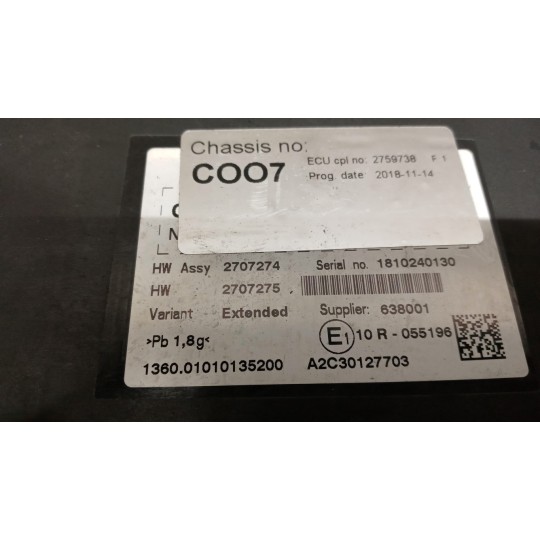 Chassis no:
COO7
ECU cpl no: 2759738 F 1
Prog. date: 2018-11-14
HW Assy 2707274 Serial no. 1810240130
HW 2707275
Variant Extended Supplier: 638001
>Pb 1,8g< E1 10 R - 055196
1360.01010135200 A2C30127703